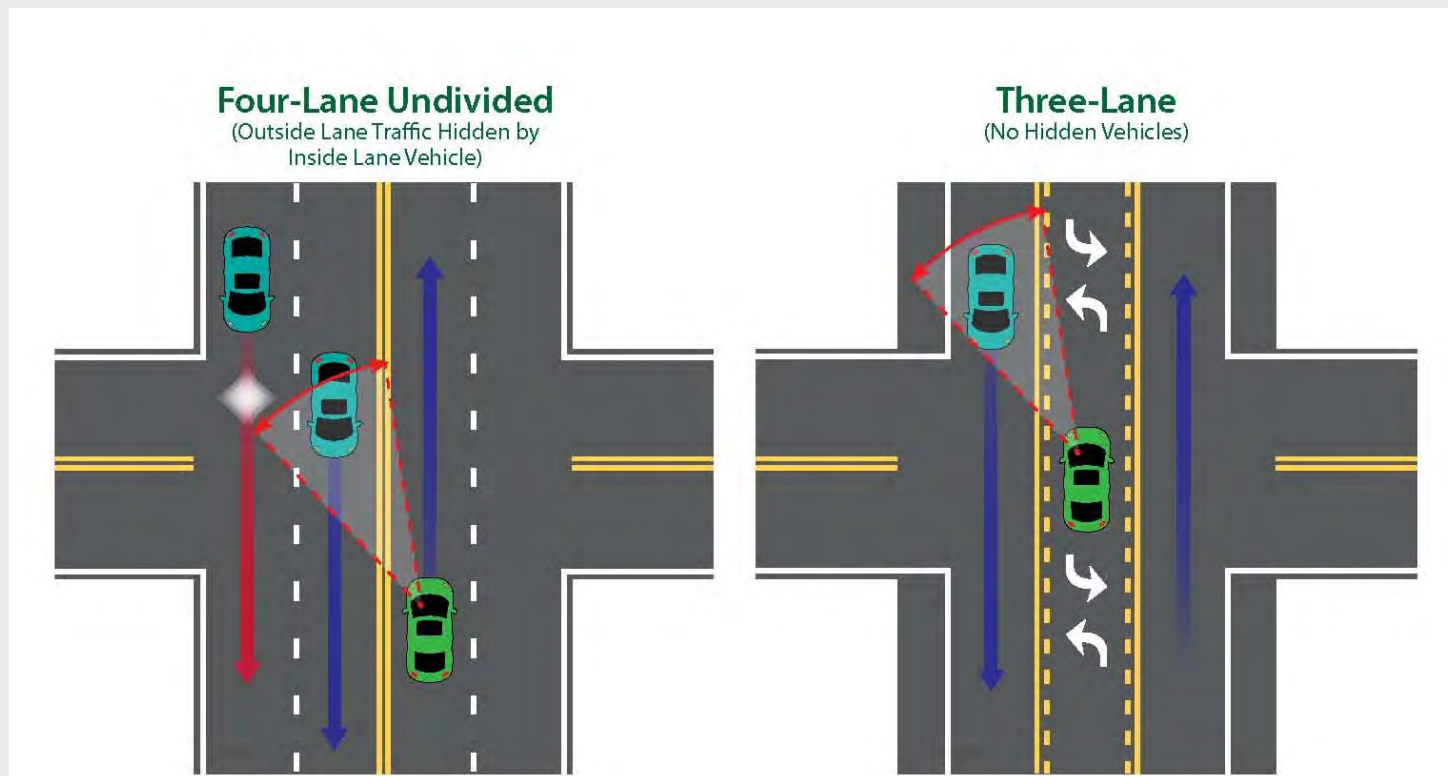 Four-Lane Undivided
(Outside Lane Traffic Hidden by
Inside Lane Vehicle)
Three-Lane
(No Hidden Vehicles)